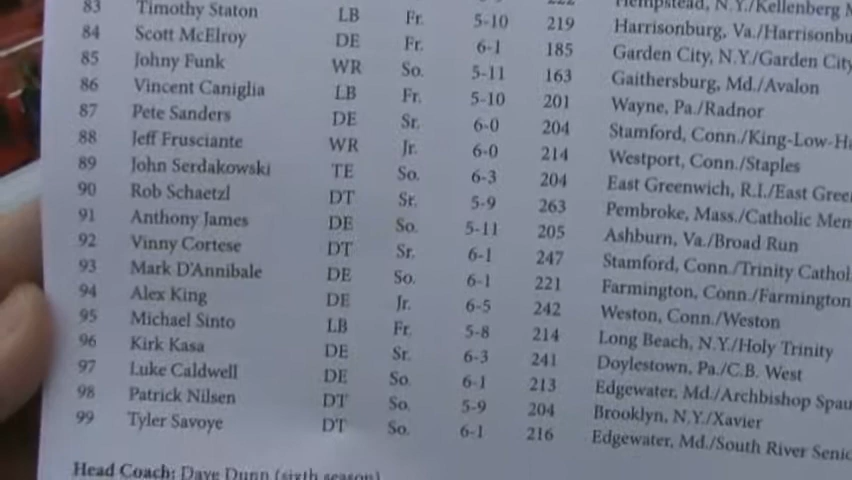 Hempstead, N.Y./Kellenberg
83 Timothy Staton LB Fr. 5-10 219 Harrisonburg, Va./Harrisonbu
84 Scott McElroy DE Fr. 6-1 185 Garden City, N.Y./Garden City
85 Johny Funk WR So. 5-11 163 Gaithersburg, Md./Avalon
86 Vincent Caniglia LB Fr. 5-10 201 Wayne, Pa./Radnor
87 Pete Sanders DE Sr. 6-0 204 Stamford, Conn./King-Low-H
88 Jeff Frusciante WR Jr. 6-0 214 Westport, Conn./Staples
89 John Serdakowski TE So. 6-3 204 East Greenwich, R.I./East Gree
90 Rob Schaetzl DT Sr. 5-9 263 Pembroke, Mass./Catholic Mem
91 Anthony James DE So. 5-11 205 Ashburn, Va./Broad Run
92 Vinny Cortese DT Sr. 6-1 247 Stamford, Conn./Trinity Cathol
93 Mark D'Annibale DE So. 6-1 221 Farmington, Conn./Farmington
94 Alex King DE Jr. 6-5 242 Weston, Conn./Weston
95 Michael Sinto LB Fr. 5-8 214 Long Beach, N.Y./Holy Trinity
96 Kirk Kasa DE Sr. 6-3 241 Doylestown, Pa./C.B. West
97 Luke Caldwell DE So. 6-1 213 Edgewater, Md./Archbishop Spau
98 Patrick Nilsen DT So. 5-9 204 Brooklyn, N.Y./Xavier
99 Tyler Savoye DT So. 6-1 216 Edgewater, Md./South River Senio
Head Coach: Dave Dunn (sixth season)